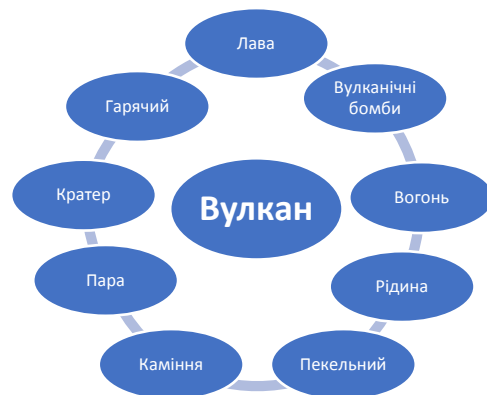 Лава
Вулканічні
бомби
Гарячий
Вогонь
Кратер
Вулкан
Рідина
Пара
Пекельний
Каміння